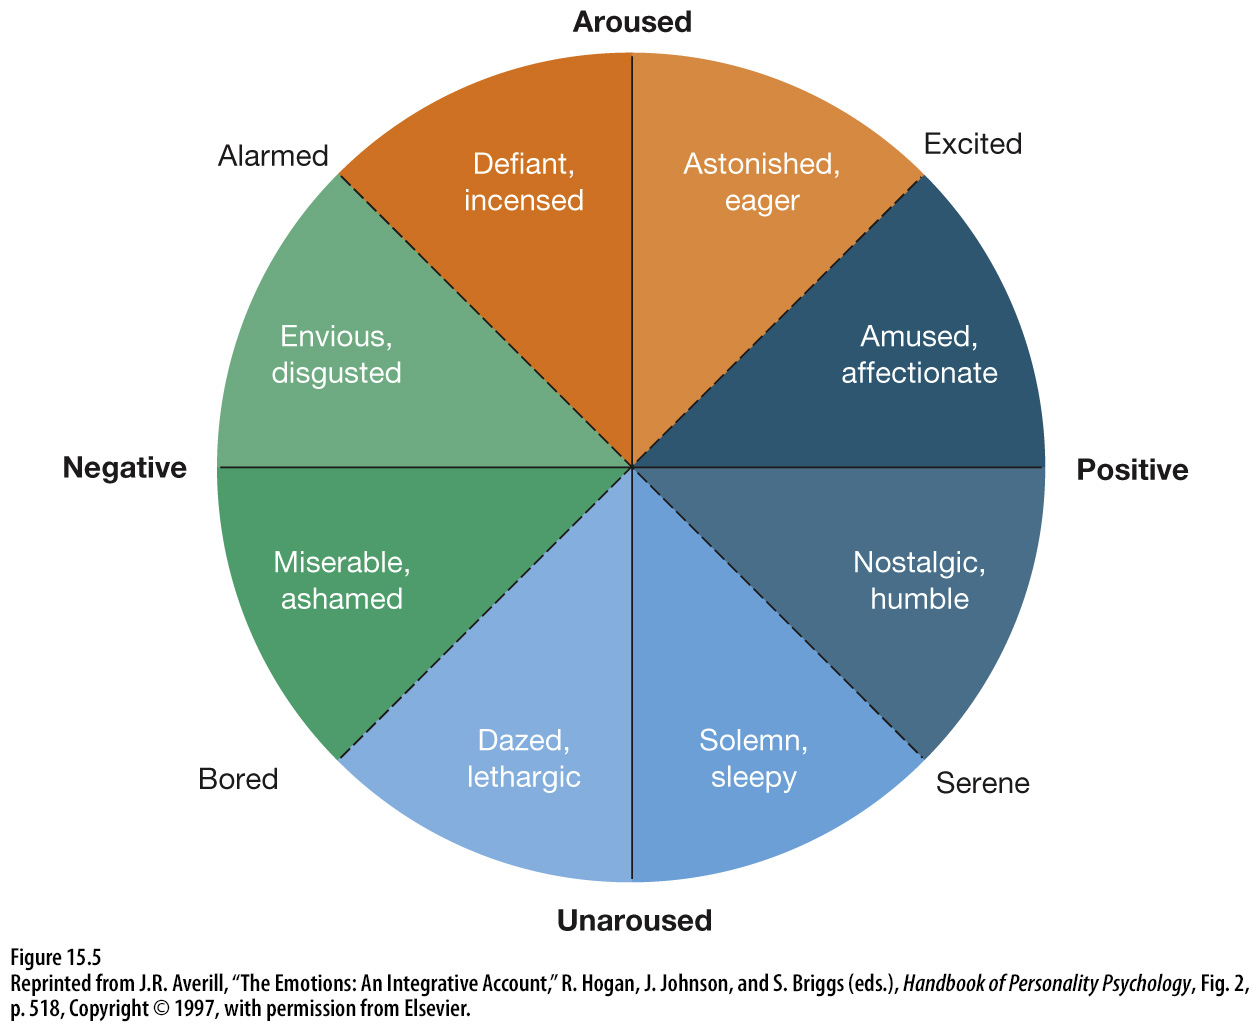 Aroused
Alarmed
Excited
Defiant,
incensed
Astonished,
eager
Envious,
disgusted
Amused,
affectionate
Negative
Positive
Miserable,
ashamed
Nostalgic,
humble
Dazed,
lethargic
Solemn,
sleepy
Bored
Serene
Unaroused
Figure 15.5
Reprinted from J.R. Averill, “The Emotions: An Integrative Account,” R. Hogan, J. Johnson, and S. Briggs (eds.), Handbook of Personality Psychology, Fig. 2,
p. 518, Copyright © 1997, with permission from Elsevier.